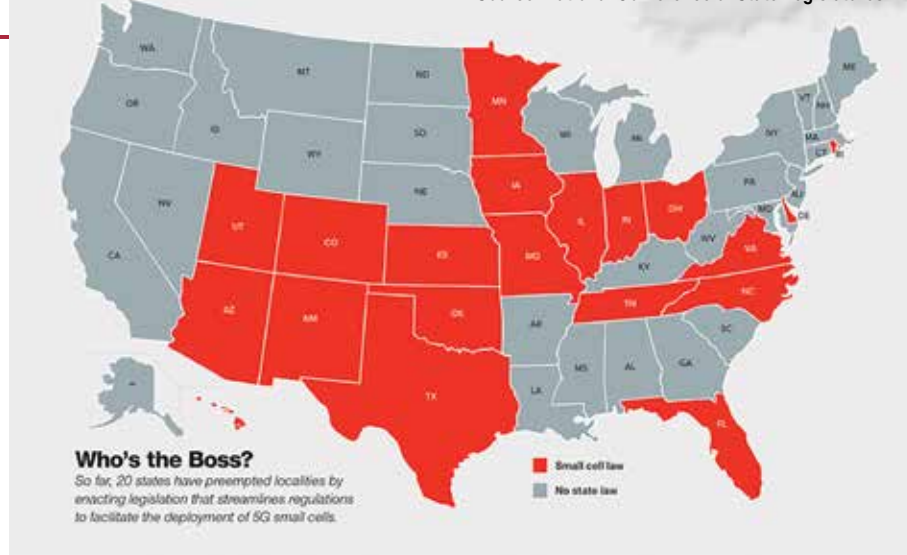 WA
MT
ND
MN
ME
OR
ID
WY
SD
WI
MI
VT
NH
NY
MA
CT
RI
NV
UT
CO
NE
IA
IL
IN
OH
PA
NJ
MD
DE
WV
VA
CA
AZ
NM
KS
MO
KY
TN
NC
OK
AR
SC
TX
LA
MS
AL
GA
FL
Who's the Boss?
So far, 20 states have preempted localities by
enacting legislation that streamlines regulations
to facilitate the deployment of 5G small cells.
Small cell law
No state law